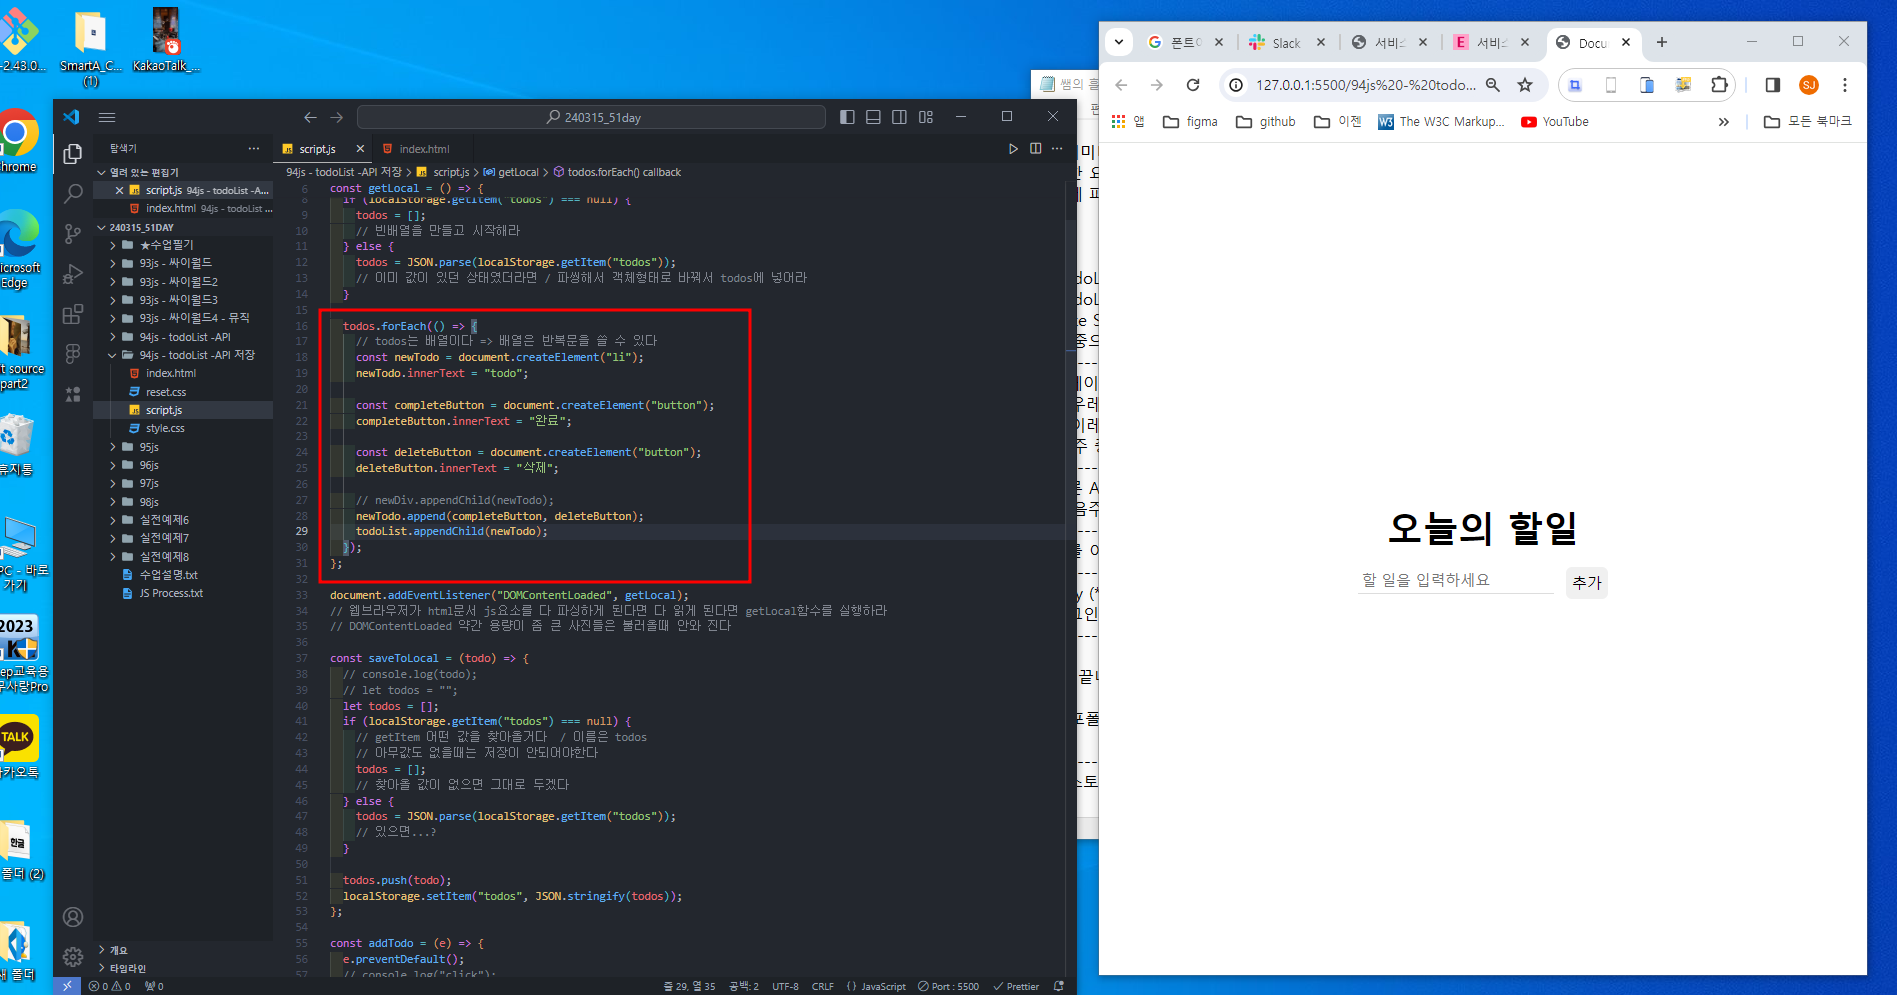 -2.43.0...
SmartA_C...
(1)
KakaoTalk_...
Chrome
Microsoft
Edge
source
part2
휴지통
PC - 바로
가기
2023
TALK
한글
폴더 (2)
새 폴더
240315_51day
탐색기
열려 있는 편집기
script.js 94js - todoList -A...
index.html 94js - todoList ...
240315_51DAY
★수업필기
93js - 싸이월드
93js - 싸이월드2
93js - 싸이월드3
93js - 싸이월드4 - 뮤직
94js - todoList -API
94js - todoList -API 저장
index.html
reset.css
script.js
style.css
95js
96js
97js
98js
실전예제6
실전예제7
실전예제8
수업설명.txt
JS Process.txt
개요
타임라인
script.js
index.html
94js - todoList -API 저장 > script.js > getLocal > todos.forEach() callback
6 const getLocal = () => {
8 if (localStorage.getItem("todos") === null) {
9 todos = [];
10 // 빈배열을 만들고 시작해라
11 } else {
12 todos = JSON.parse(localStorage.getItem("todos"));
13 // 이미 값이 있던 상태였더라면 / 파씽해서 객체형태로 바꿔서 todos에 넣어라
14 }
15
16 todos.forEach(() => {
17 // todos는 배열이다 => 배열은 반복문을 쓸 수 있다
18 const newTodo = document.createElement("li");
19 newTodo.innerText = "todo";
20
21 const completeButton = document.createElement("button");
22 completeButton.innerText = "완료";
23
24 const deleteButton = document.createElement("button");
25 deleteButton.innerText = "삭제";
26
27 // newDiv.appendChild(newTodo);
28 newTodo.append(completeButton, deleteButton);
29 todoList.appendChild(newTodo);
30 });
31 };
32
33 document.addEventListener("DOMContentLoaded", getLocal);
34 // 웹브라우저가 html문서 js요소를 다 파싱하게 된다면 다 읽게 된다면 getLocal함수를 실행하라
35 // DOMContentLoaded 약간 용량이 좀 큰 사진들은 불러올때 안와 진다
36
37 const saveToLocal = (todo) => {
38 // console.log(todo);
39 // let todos = "";
40 let todos = [];
41 if (localStorage.getItem("todos") === null) {
42 // getItem 어떤 값을 찾아올거다 / 이름은 todos
43 // 아무값도 없을때는 저장이 안되어야한다
44 todos = [];
45 // 찾아올 값이 없으면 그대로 두겠다
46 } else {
47 todos = JSON.parse(localStorage.getItem("todos"));
48 // 있으면...?
49 }
50
51 todos.push(todo);
52 localStorage.setItem("todos", JSON.stringify(todos));
53 };
54
55 const addTodo = (e) => {
56 e.preventDefault();
57 // console.log("click");
0 0 0
줄 29, 열 35
공백: 2
UTF-8
CRLF
{ } JavaScript
Port : 5500
Prettier
폰트
Slack
서비스
E 서비스
Docu
127.0.0.1:5500/94js%20-%20todo...
SJ
앱
figma
github
이젠
W3 The W3C Markup...
YouTube
모든 북마크
오늘의 할일
할 일을 입력하세요
추가